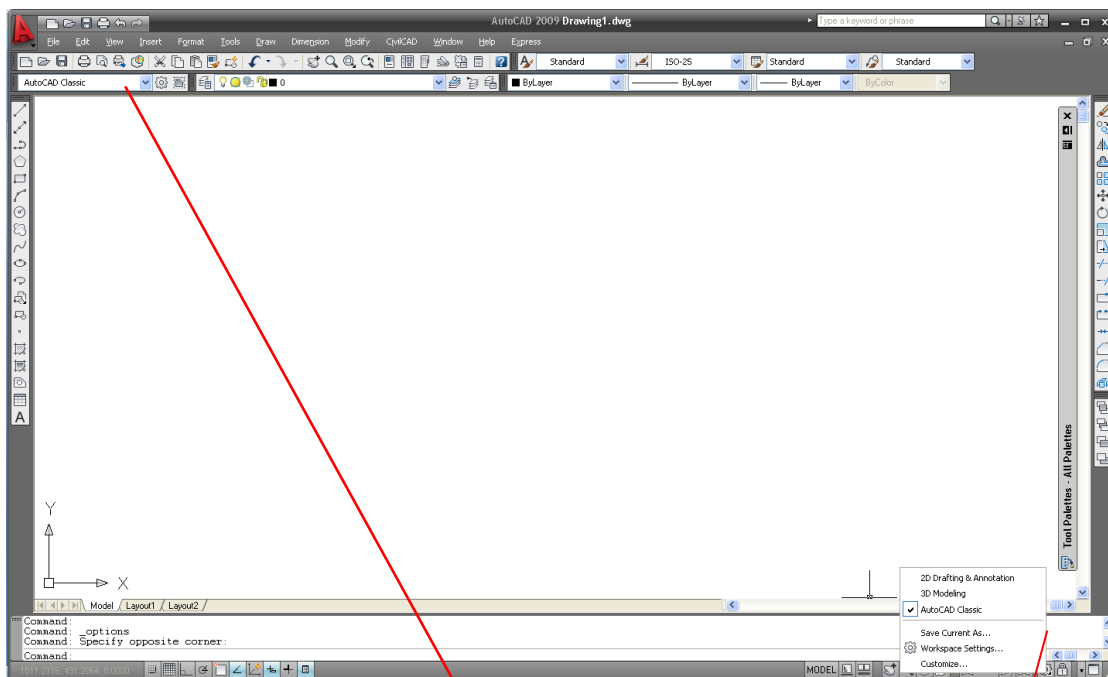 AutoCAD 2009 Drawing1.dwg
Type a keyword or phrase
File Edit View Insert Format Tools Draw Dimension Modify CivilCAD Window Help Express
Standard ISO-25 Standard Standard
AutoCAD Classic 0 ByLayer ByLayer ByLayer ByColor
A
Tool Palettes - All Palettes
Y
X
2D Drafting & Annotation
3D Modeling
AutoCAD Classic
Save Current As...
Workspace Settings...
Customize...
Model Layout1 Layout2
Command:
Command: _options
Command: Specify opposite corner:
Command:
MODEL